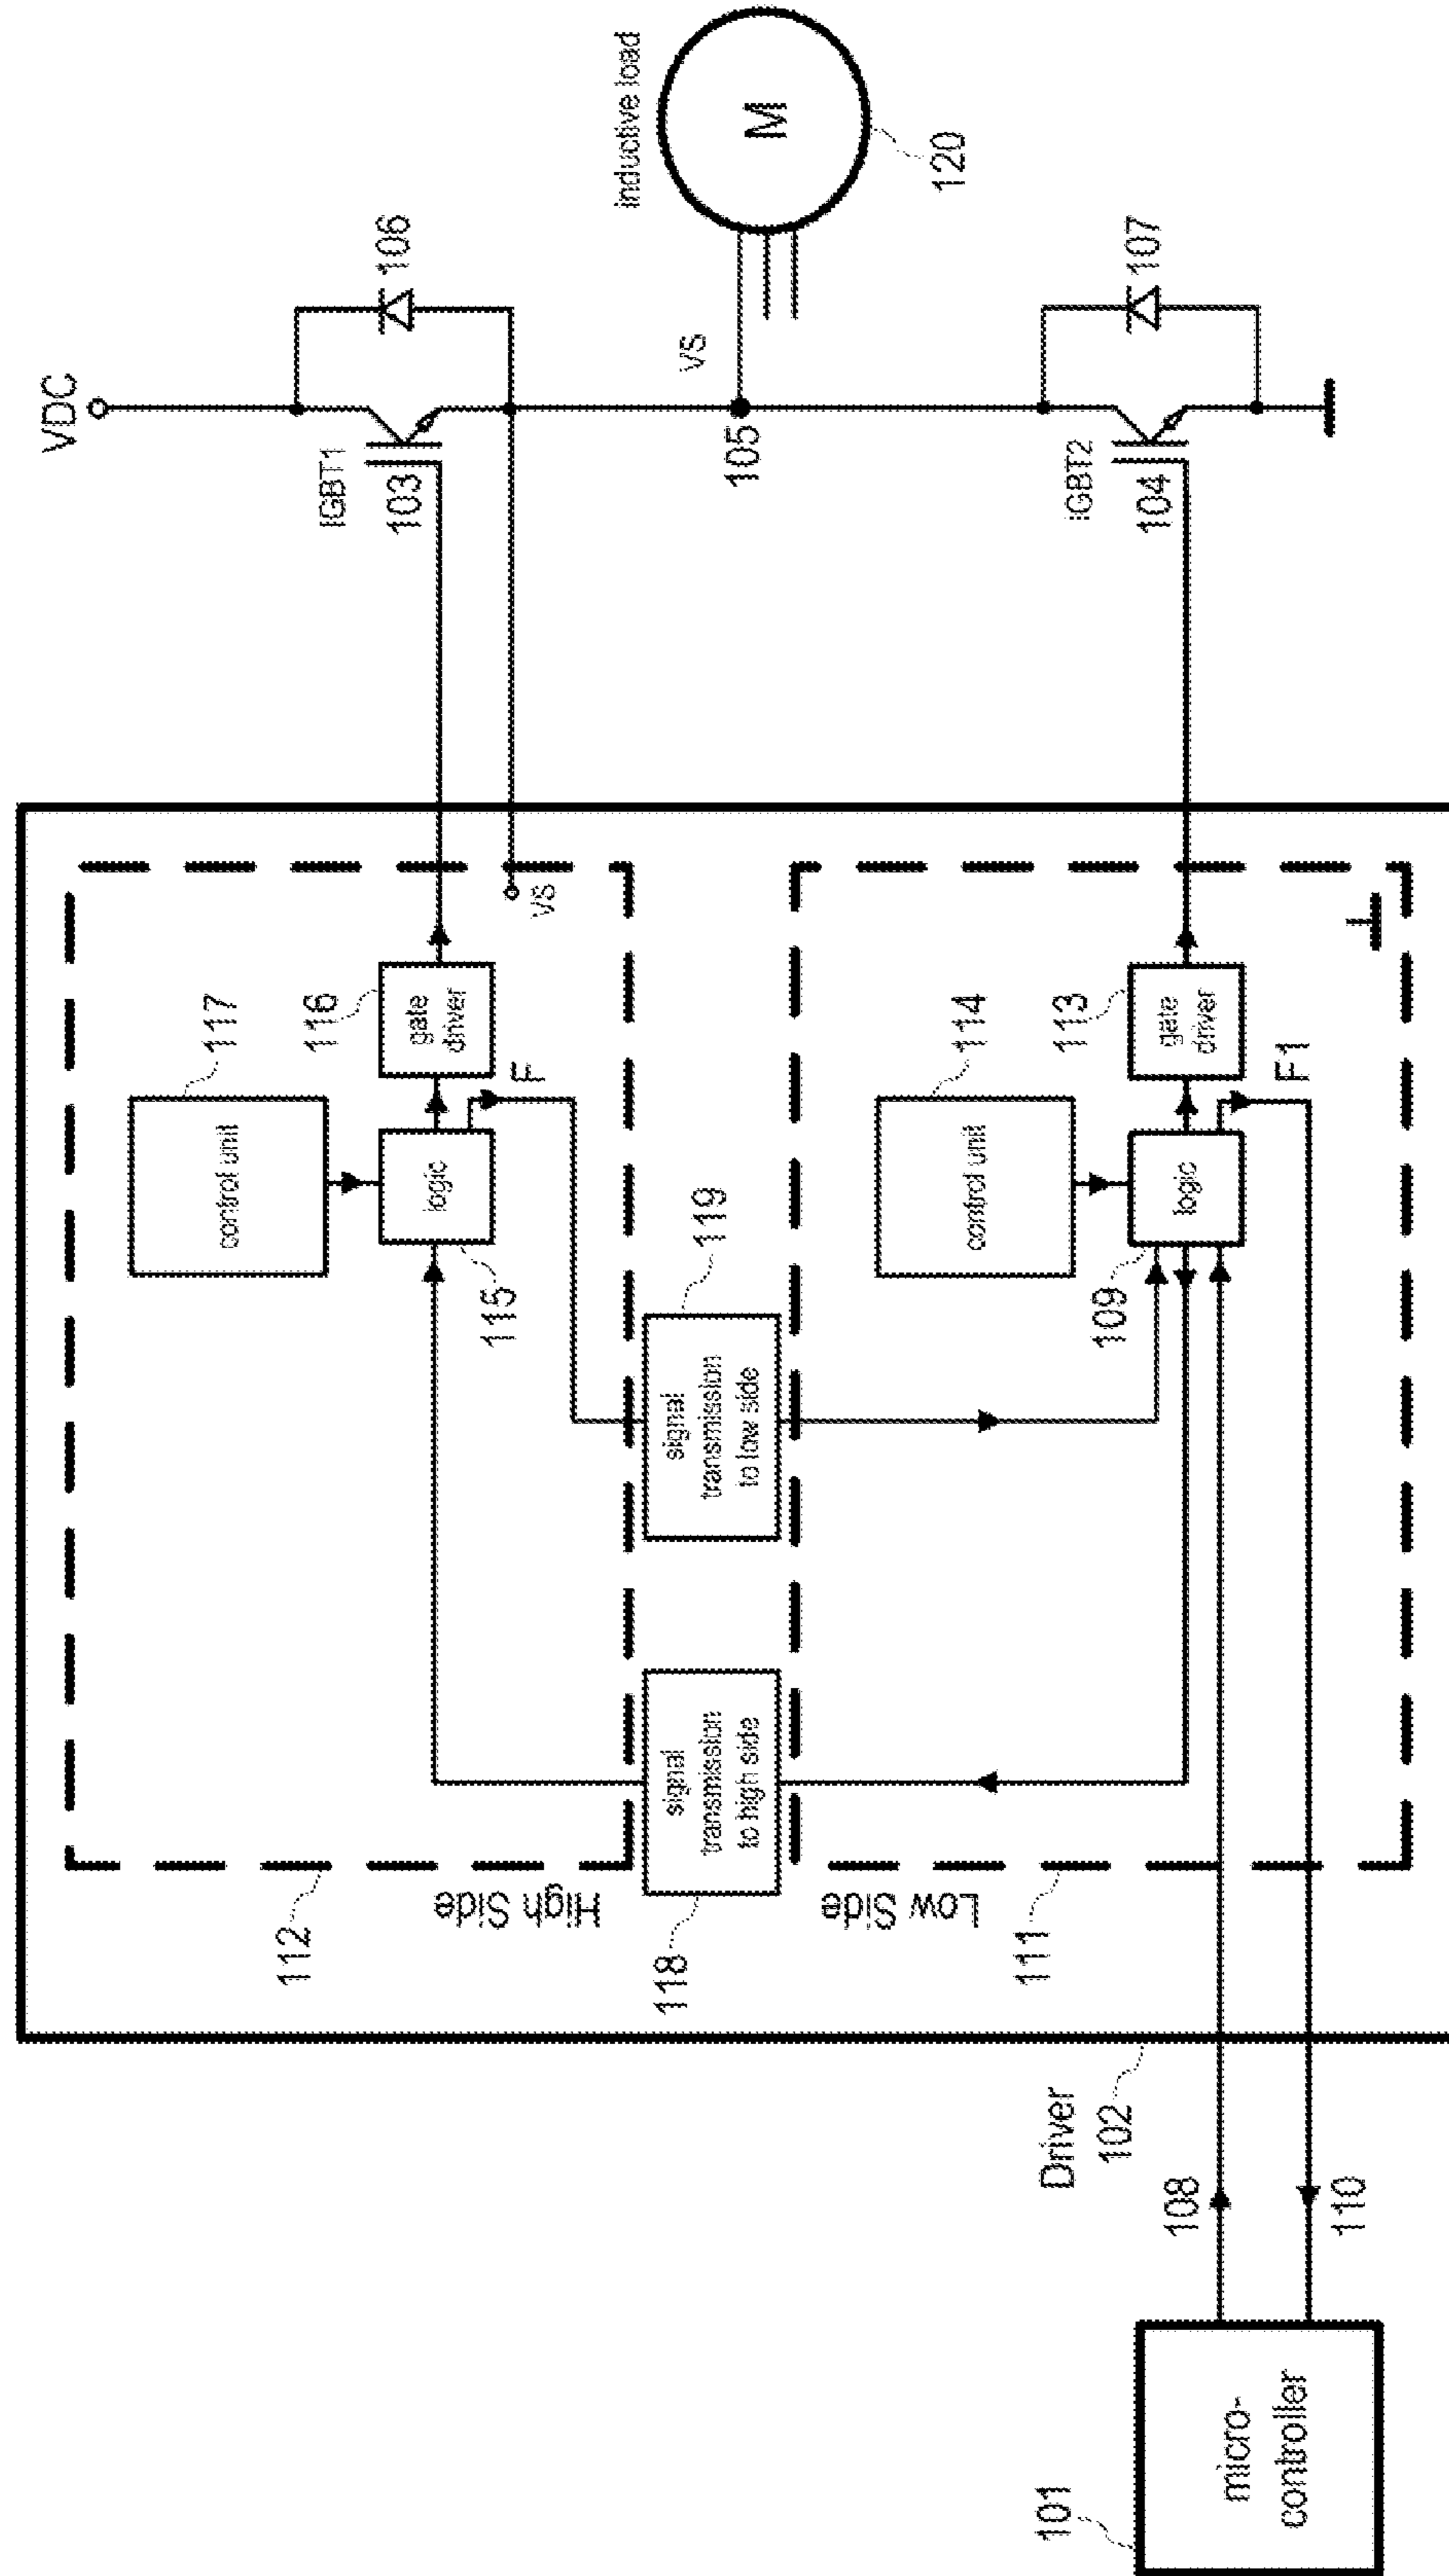 VDC
inductive load
IGBT1
103
106
M
120
VS
105
IGBT2
104
107
117
control unit
116
gate
driver
logic
115
F
VS
119
signal
transmission
to low side
118
signal
transmission
to high side
112
High Side
Low Side
111
114
control unit
113
gate
driver
logic
109
F1
Driver
102
108
110
101
micro-
controller